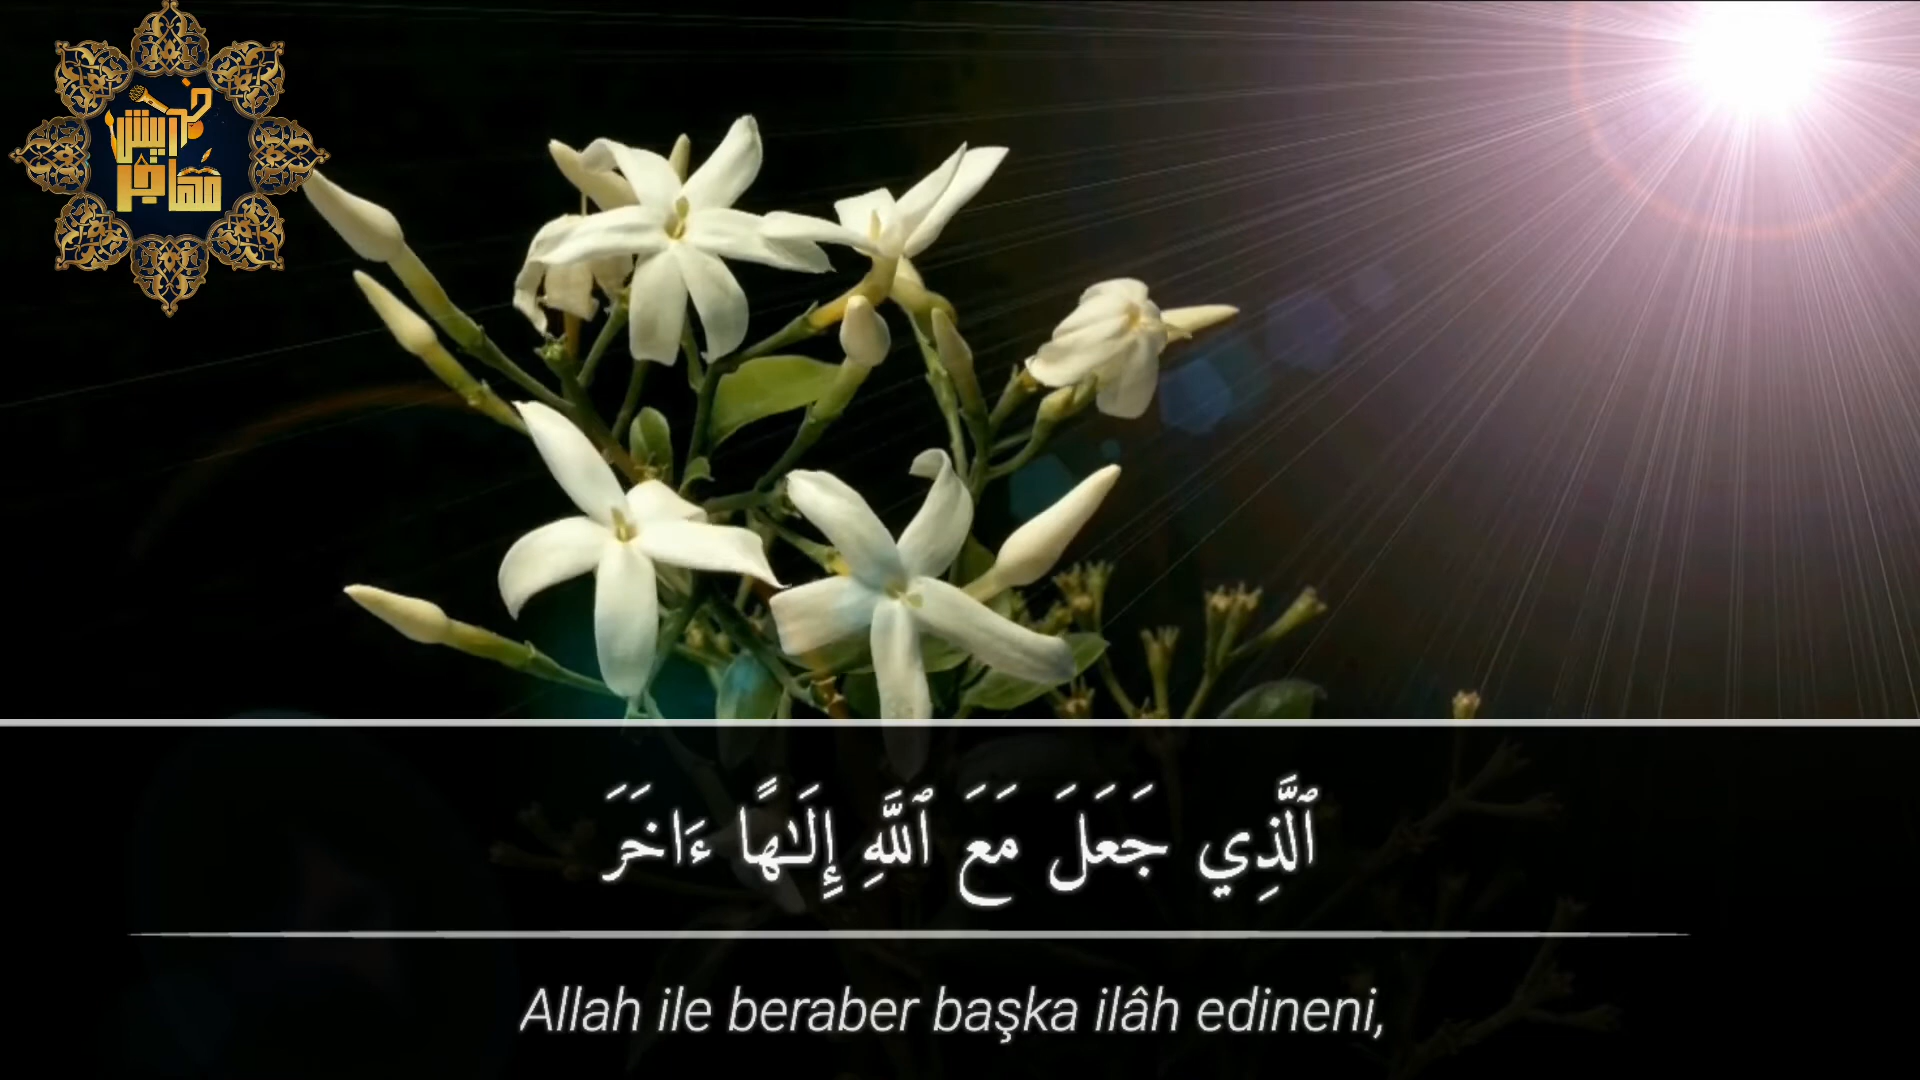 ٱلَّذِي جَعَلَ مَعَ ٱللَّهِ إِلَـٰهًا ءَاخَرَ
Allah ile beraber başka ilâh edineni,